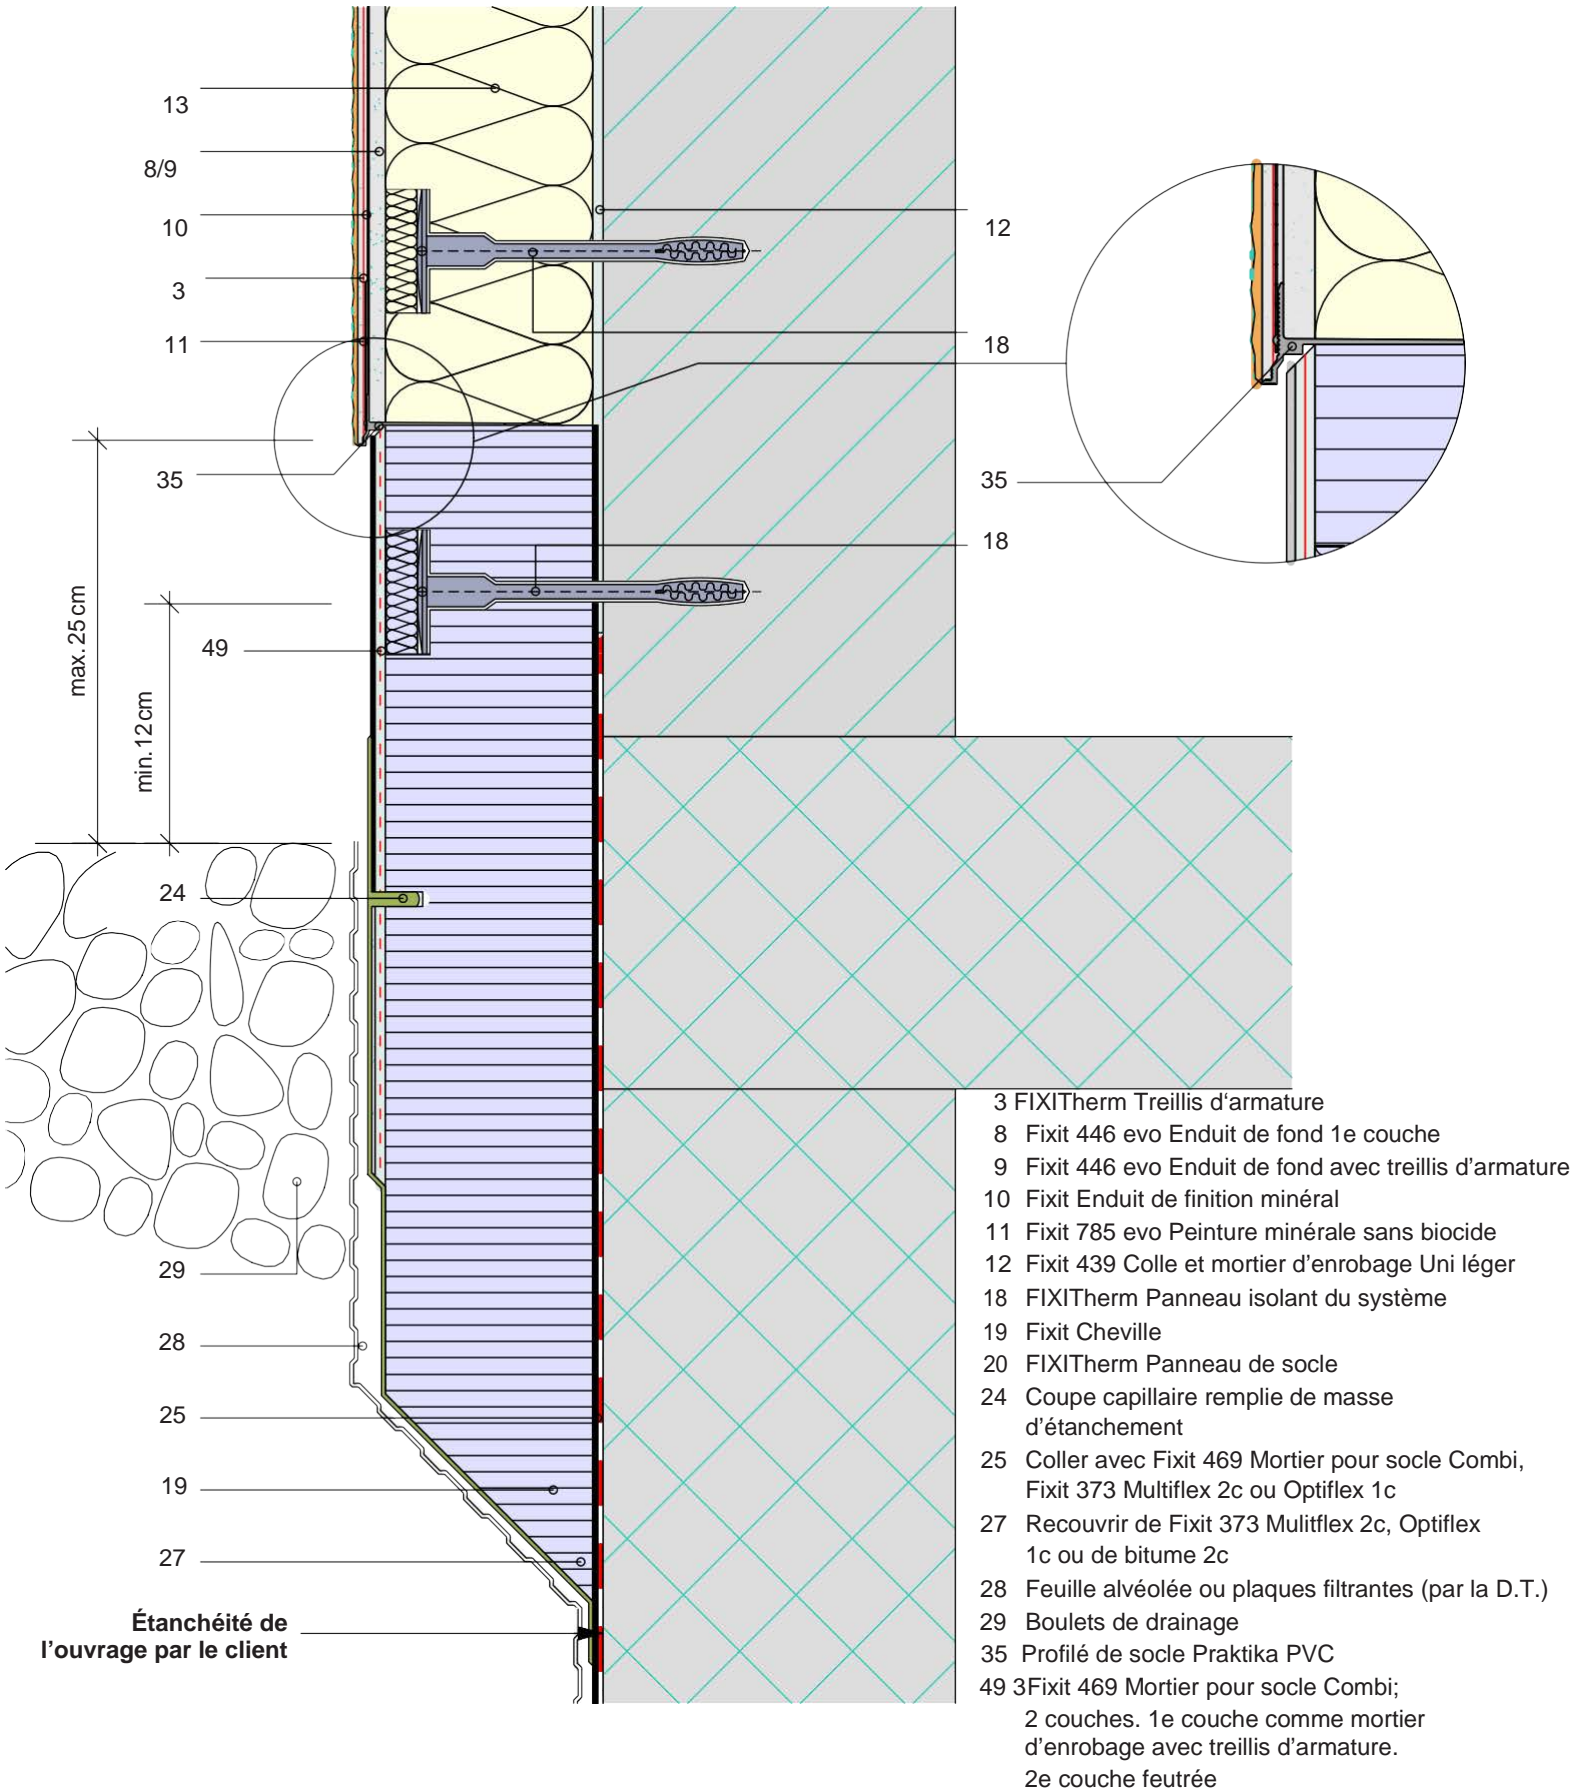 13
8/9
10
3
11
12
18
35
35
18
max. 25 cm
min. 12 cm
49
24
29
28
25
19
27
Étanchéité de
l'ouvrage par le client
3 FIXITherm Treillis d‘armature
8 Fixit 446 evo Enduit de fond 1e couche
9 Fixit 446 evo Enduit de fond avec treillis d’armature
10 Fixit Enduit de finition minéral
11 Fixit 785 evo Peinture minérale sans biocide
12 Fixit 439 Colle et mortier d’enrobage Uni léger
18 FIXITherm Panneau isolant du système
19 Fixit Cheville
20 FIXITherm Panneau de socle
24 Coupe capillaire remplie de masse
d’étanchement
25 Coller avec Fixit 469 Mortier pour socle Combi,
Fixit 373 Multiflex 2c ou Optiflex 1c
27 Recouvrir de Fixit 373 Mulitflex 2c, Optiflex
1c ou de bitume 2c
28 Feuille alvéolée ou plaques filtrantes (par la D.T.)
29 Boulets de drainage
35 Profilé de socle Praktika PVC
49 3Fixit 469 Mortier pour socle Combi;
2 couches. 1e couche comme mortier
d’enrobage avec treillis d’armature.
2e couche feutrée